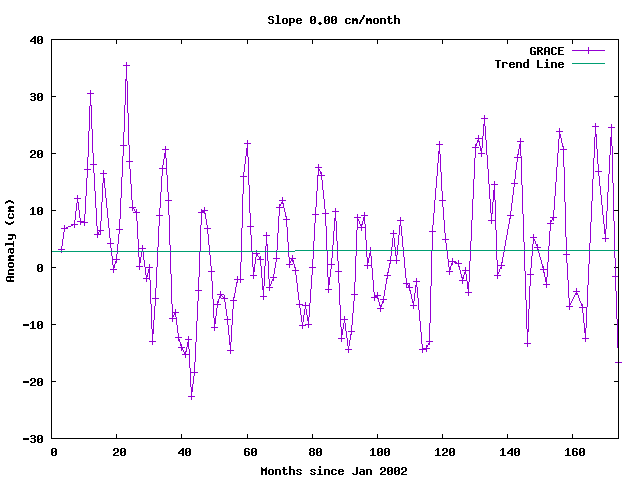 Slope 0.00 cm/month
GRACE
Trend Line
40
30
20
10
0
-10
-20
-30
Anomaly (cm)
0 20 40 60 80 100 120 140 160
Months since Jan 2002